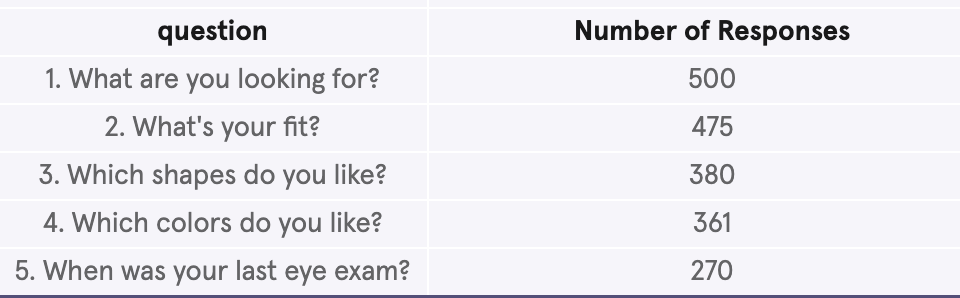 question Number of Responses
1. What are you looking for? 500
2. What's your fit? 475
3. Which shapes do you like? 380
4. Which colors do you like? 361
5. When was your last eye exam? 270